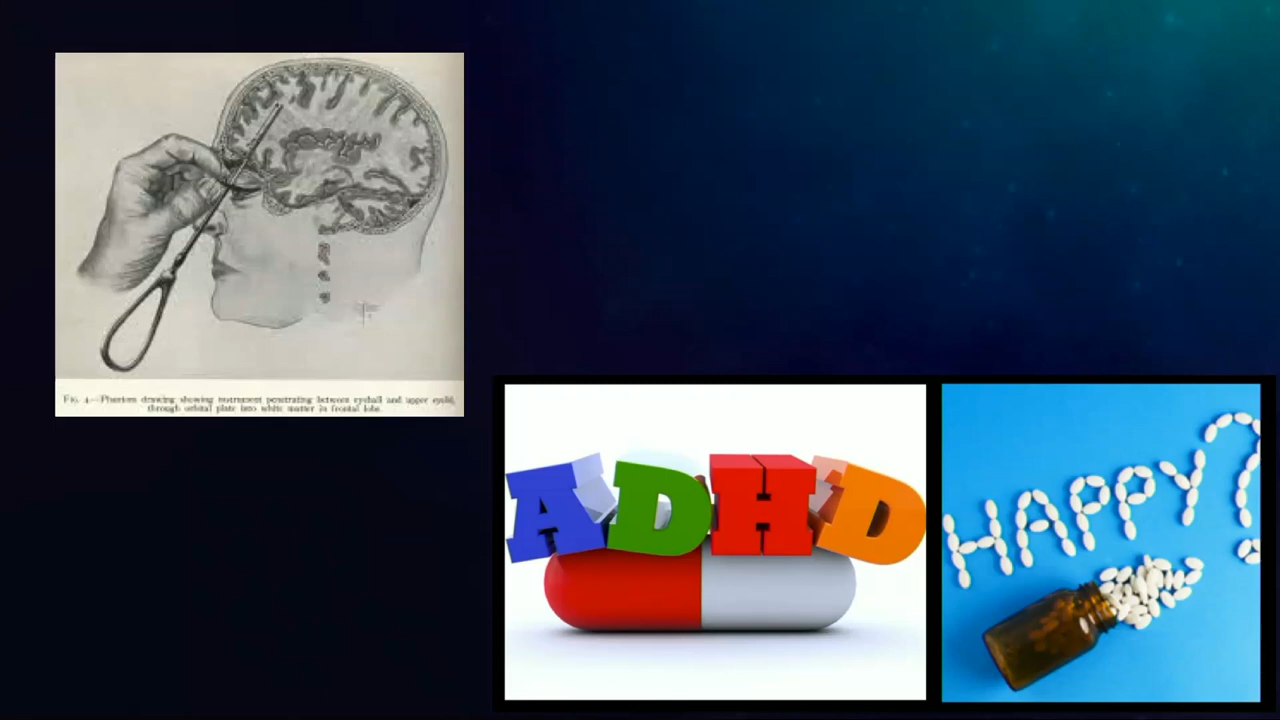 FIG. 4.—Phantom drawing showing instrument penetrating between eyeball and upper eyelid,
through orbital plate into white matter in frontal lobe.
ADHD
HAPPY?